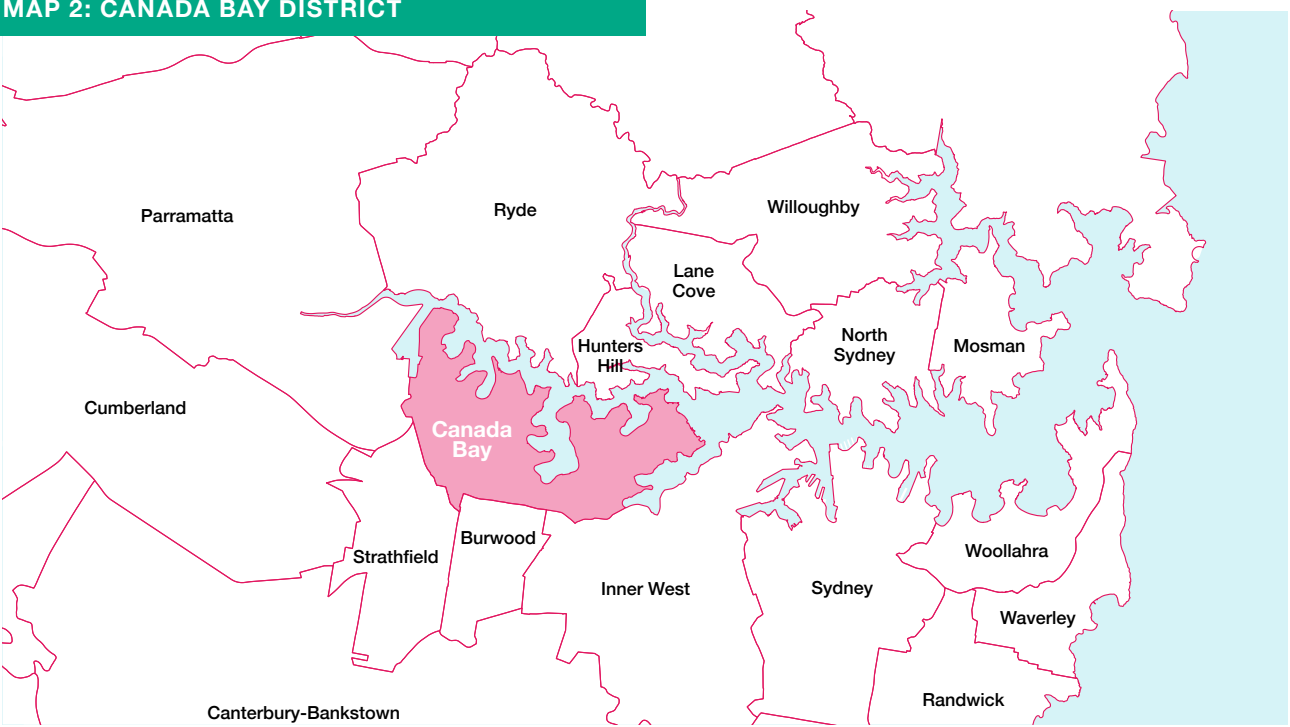 MAP 2: CANADA BAY DISTRICT
Parramatta
Ryde
Willoughby
Lane
Cove
North
Sydney
Mosman
Hunters
Hill
Cumberland
Canada
Bay
Strathfield
Burwood
Inner West
Sydney
Woollahra
Waverley
Randwick
Canterbury-Bankstown